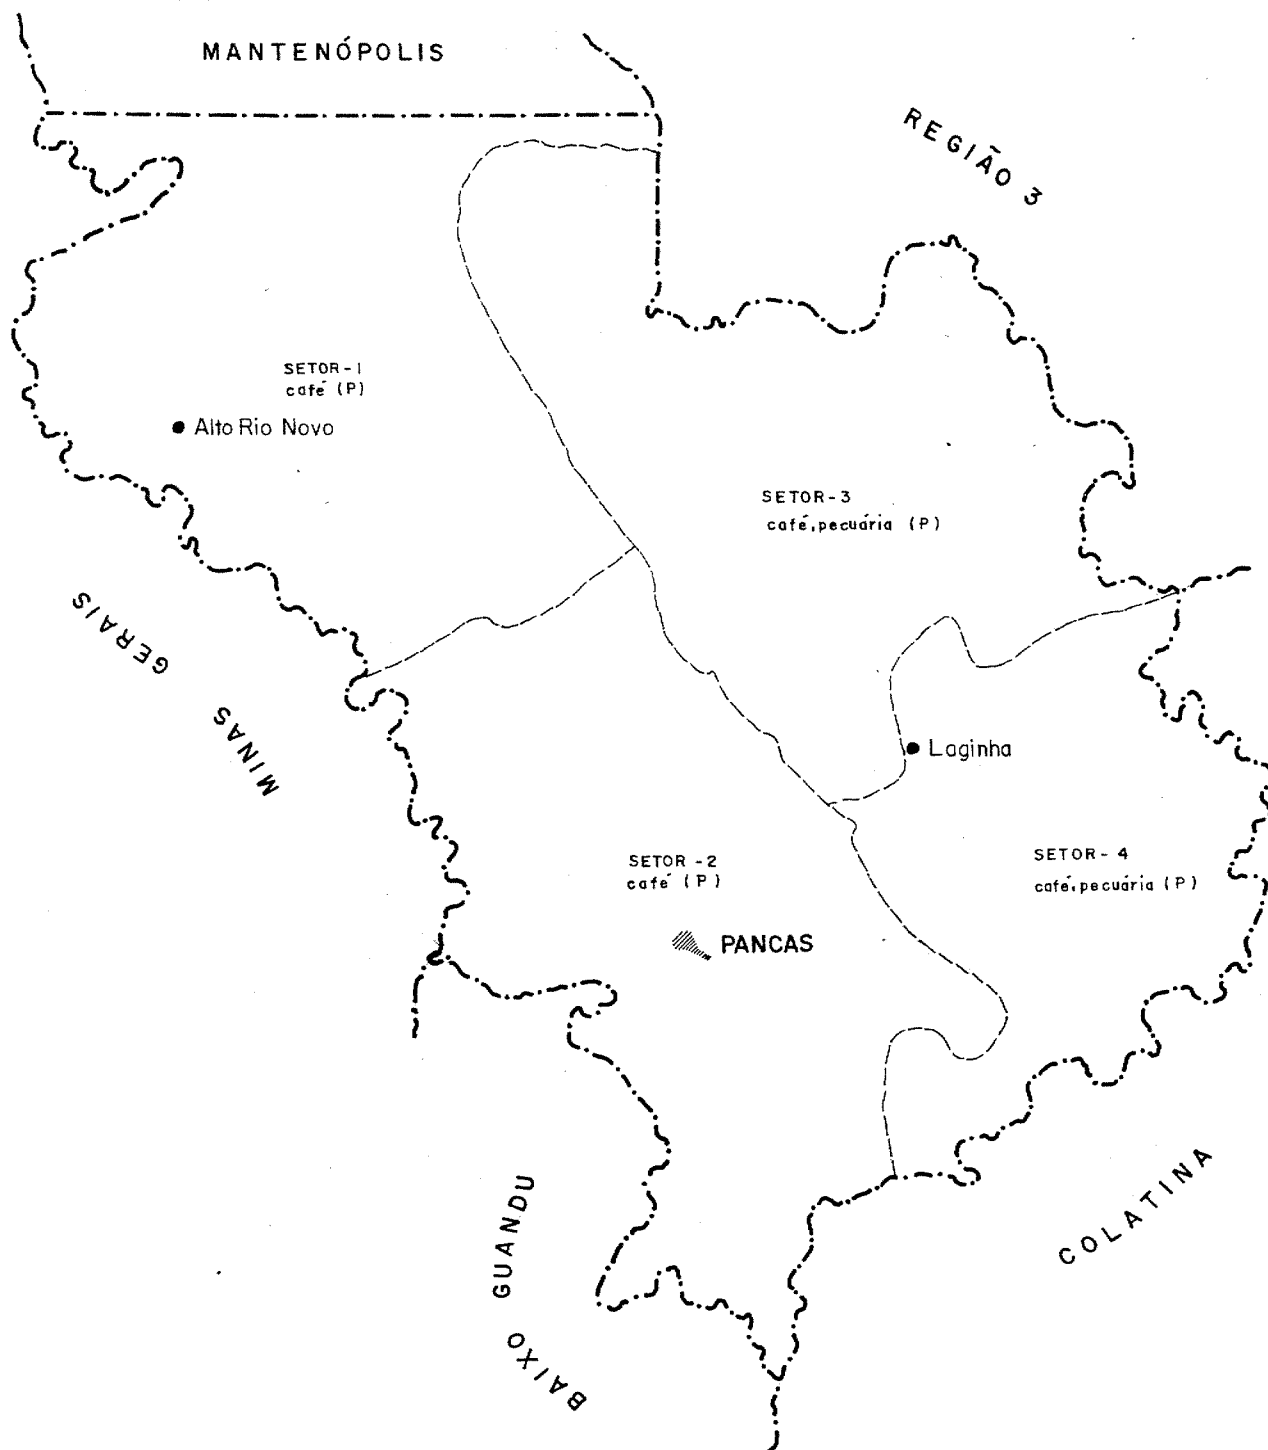 MANTENÓPOLIS
REGIÃO 3
SETOR-1
café (P)
Alto Rio Novo
SETOR-3
café, pecuária (P)
MINAS GERAIS
Laginha
SETOR-2
café (P)
SETOR-4
café, pecuária (P)
PANCAS
BAIXO GUANDU
COLATINA